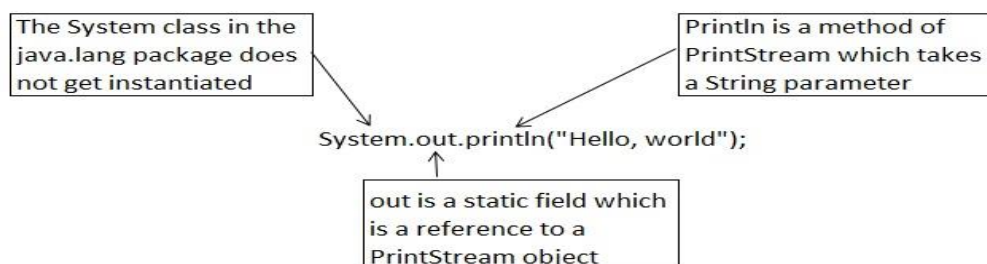 The System class in the
java.lang package does
not get instantiated
Println is a method of
PrintStream which takes
a String parameter
System.out.println("Hello, world");
out is a static field which
is a reference to a
PrintStream object